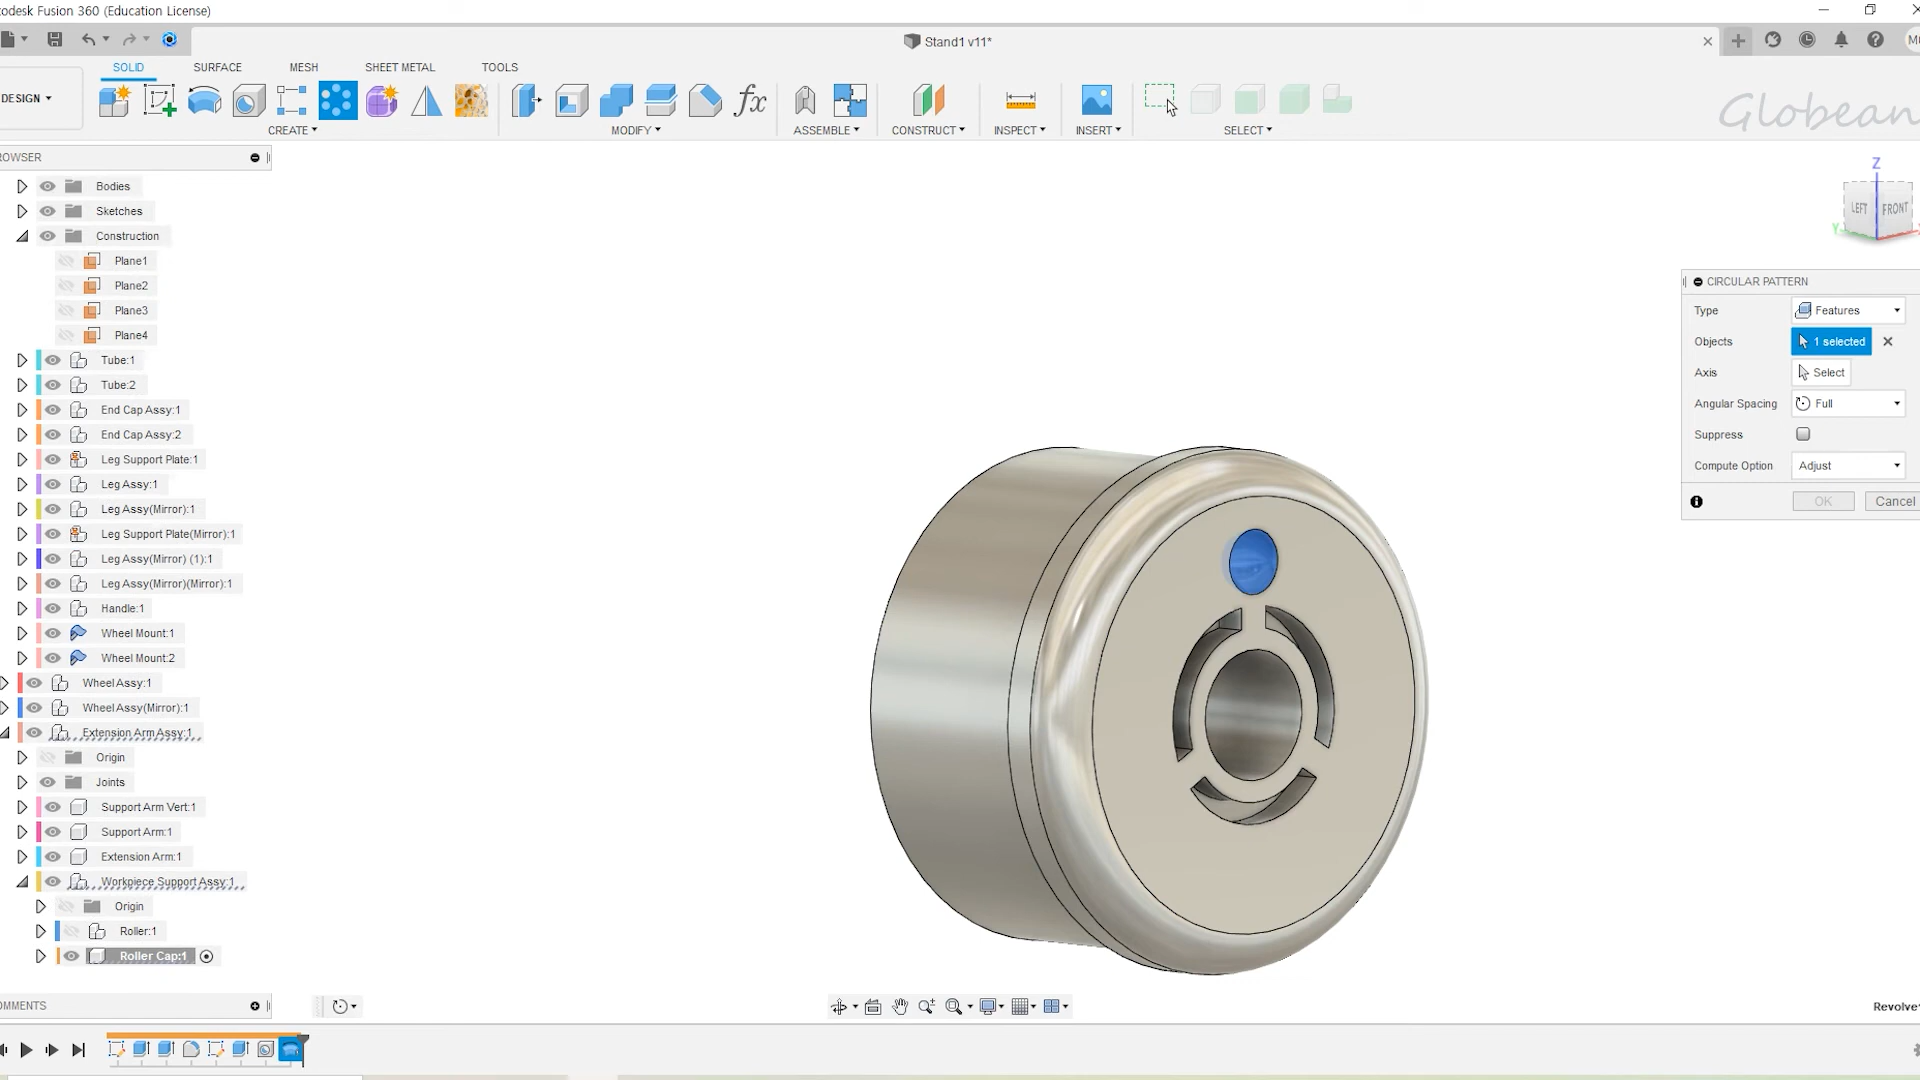 todesk Fusion 360 (Education License)
Stand1 v11*
DESIGN
SOLID
SURFACE
MESH
SHEET METAL
TOOLS
CREATE
MODIFY
fx
ASSEMBLE
CONSTRUCT
INSPECT
INSERT
SELECT
Globean
ROWSER
Bodies
Sketches
Construction
Plane1
Plane2
Plane3
Plane4
Tube:1
Tube:2
End Cap Assy:1
End Cap Assy:2
Leg Support Plate:1
Leg Assy:1
Leg Assy(Mirror):1
Leg Support Plate(Mirror):1
Leg Assy(Mirror) (1):1
Leg Assy(Mirror)(Mirror):1
Handle:1
Wheel Mount:1
Wheel Mount:2
Wheel Assy:1
Wheel Assy(Mirror):1
Extension Arm Assy:1
Origin
Joints
Support Arm Vert:1
Support Arm:1
Extension Arm:1
Workpiece Support Assy:1
Origin
Roller:1
Roller Cap:1
OMMENTS
Z
LEFT
FRONT
Y
CIRCULAR PATTERN
Type
Features
Objects
1 selected
Axis
Select
Angular Spacing
Full
Suppress
Compute Option
Adjust
OK
Cancel
Revolve